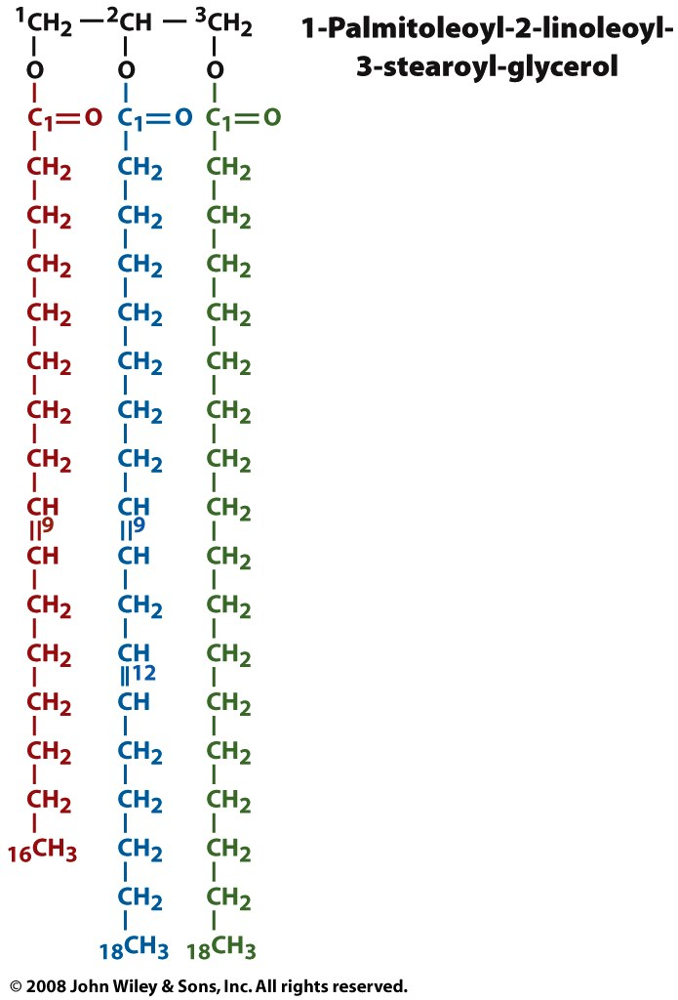 ¹CH₂ — ²CH — ³CH₂ 1-Palmitoleoyl-2-linoleoyl-
O O O 3-stearoyl-glycerol
C₁=O C₁=O C₁=O
CH₂ CH₂ CH₂
CH₂ CH₂ CH₂
CH₂ CH₂ CH₂
CH₂ CH₂ CH₂
CH₂ CH₂ CH₂
CH₂ CH₂ CH₂
CH₂ CH₂ CH₂
CH CH CH₂
9 9
CH CH CH₂
CH₂ CH₂ CH₂
CH₂ CH CH₂
12
CH₂ CH CH₂
CH₂ CH₂ CH₂
CH₂ CH₂ CH₂
₁₆CH₃ CH₂ CH₂
CH₂ CH₂
₁₈CH₃ ₁₈CH₃
© 2008 John Wiley & Sons, Inc. All rights reserved.